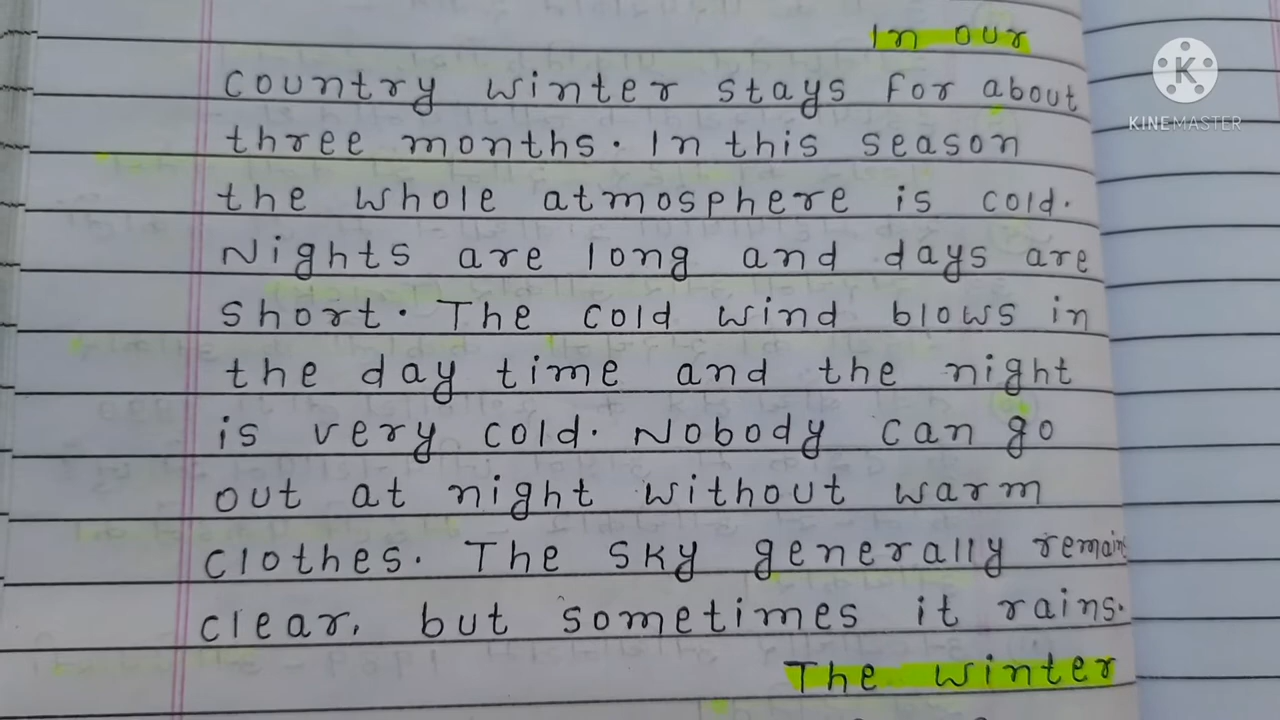 In our
country winter stays for about
three months. In this season
the whole atmosphere is cold.
Nights are long and days are
short. The cold wind blows in
the day time and the night
is very cold. Nobody can go
out at night without warm
clothes. The sky generally remain
clear, but sometimes it rains.
The winter
K
KINEMASTER